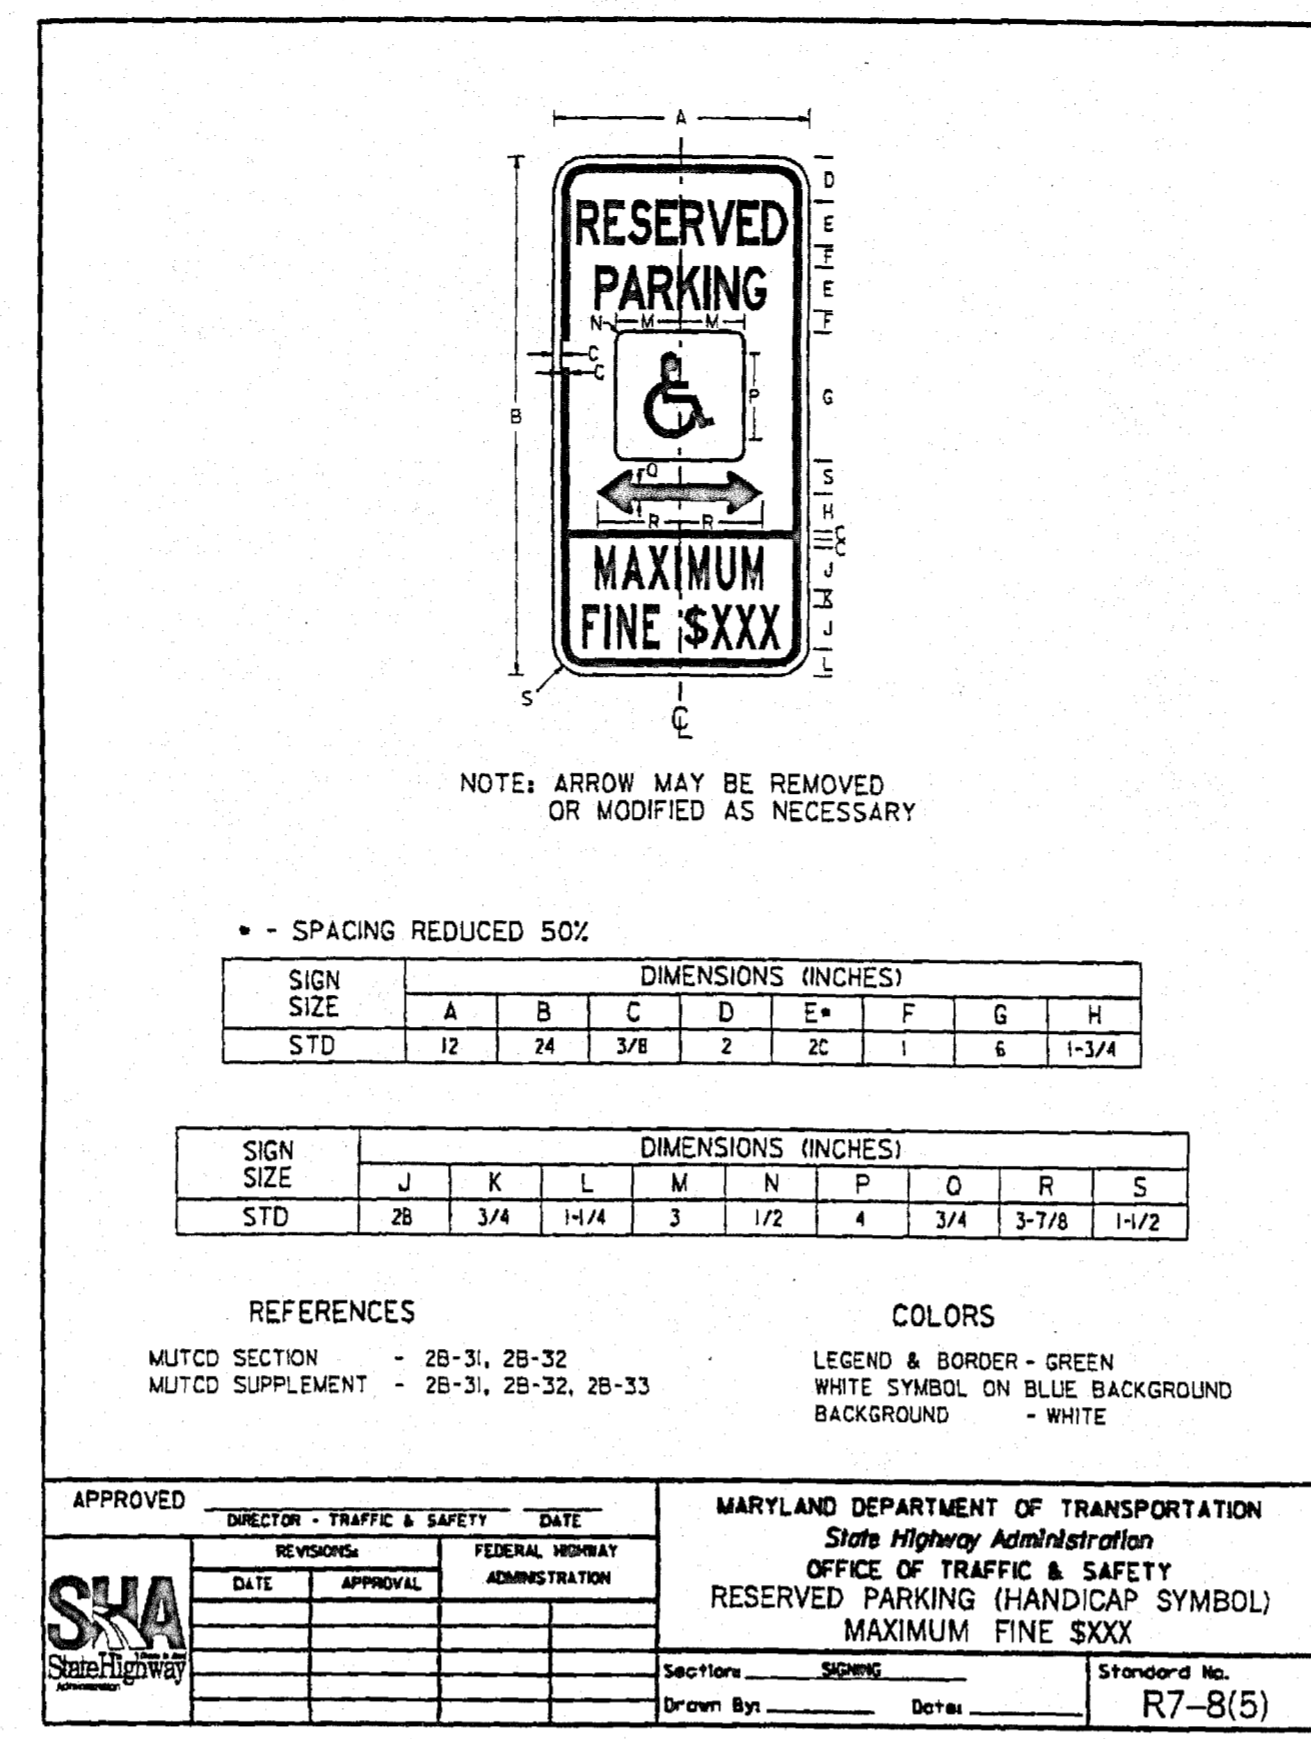 A
D
RESERVED
E
F
PARKING
E
N M M F
C
C
P
B
G
Q
S
H
R R
C
C
MAXIMUM
J
K
FINE $XXX
J
L
S
CL
NOTE: ARROW MAY BE REMOVED
OR MODIFIED AS NECESSARY
* - SPACING REDUCED 50%
SIGN SIZE DIMENSIONS (INCHES)
A B C D E* F G H
STD 12 24 3/8 2 2C 1 6 1-3/4
SIGN SIZE DIMENSIONS (INCHES)
J K L M N P Q R S
STD 2B 3/4 1-1/4 3 1/2 4 3/4 3-7/8 1-1/2
REFERENCES
MUTCD SECTION - 2B-31, 2B-32
MUTCD SUPPLEMENT - 2B-31, 2B-32, 2B-33
COLORS
LEGEND & BORDER - GREEN
WHITE SYMBOL ON BLUE BACKGROUND
BACKGROUND - WHITE
APPROVED
DIRECTOR - TRAFFIC & SAFETY DATE
REVISIONS: FEDERAL HIGHWAY
DATE APPROVAL ADMINISTRATION
SHA
StateHighway
Administration
MARYLAND DEPARTMENT OF TRANSPORTATION
State Highway Administration
OFFICE OF TRAFFIC & SAFETY
RESERVED PARKING (HANDICAP SYMBOL)
MAXIMUM FINE $XXX
Section: SIGNING
Drawn By: Date:
Standard No.
R7-8(5)